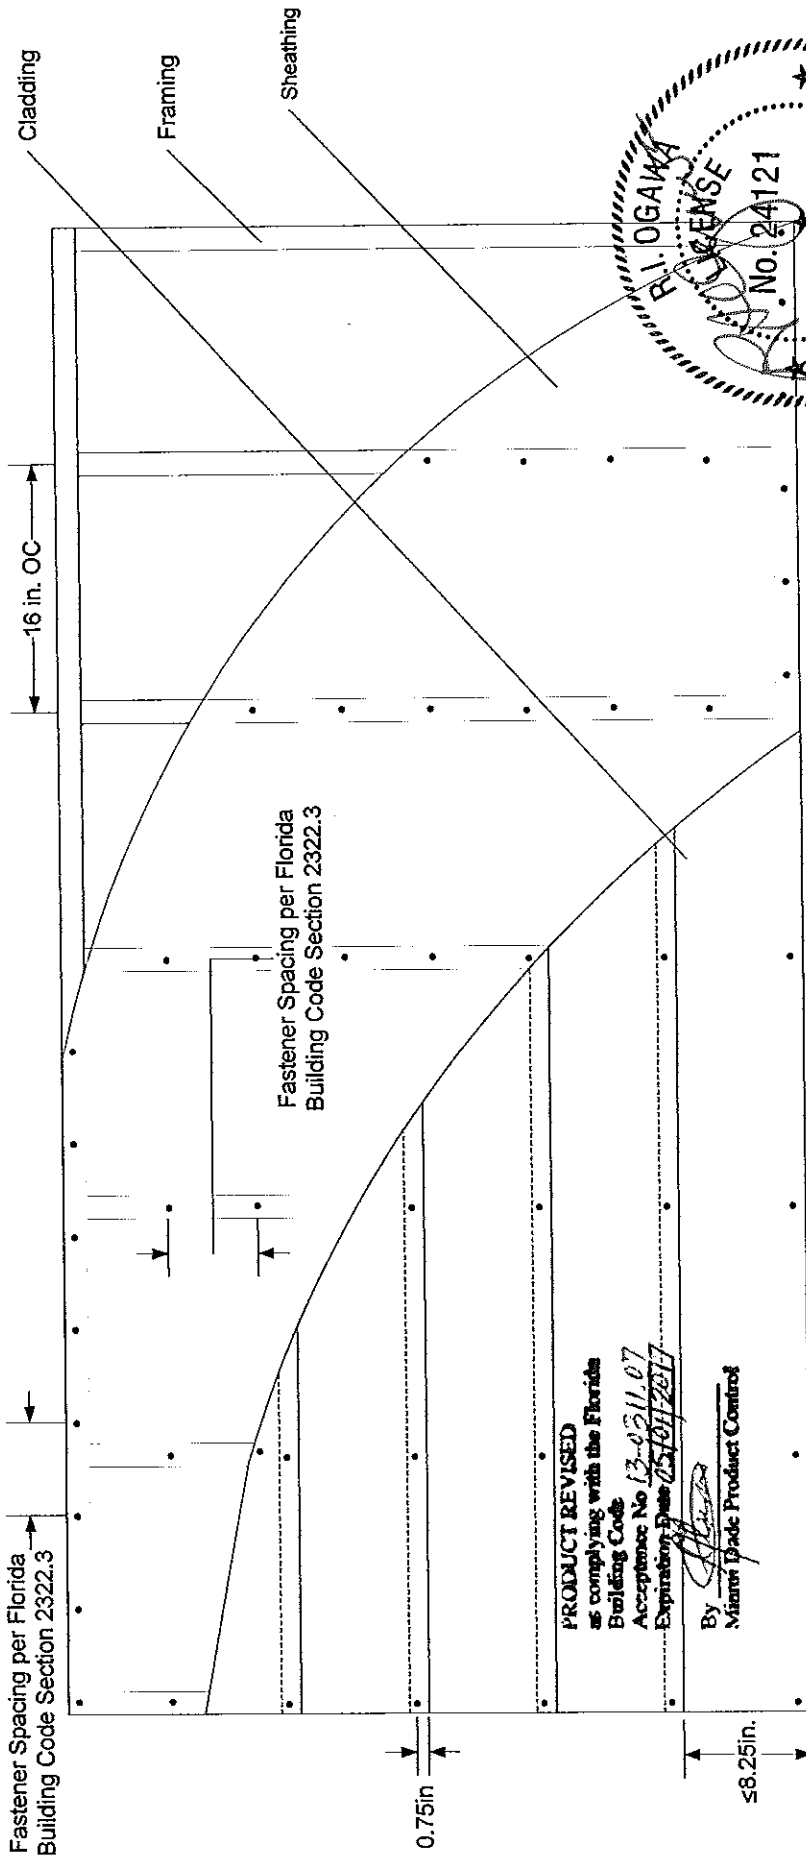 Cladding
Framing
Sheathing
16 in. OC
Fastener Spacing per Florida
Building Code Section 2322.3
Fastener Spacing per Florida
Building Code Section 2322.3
0.75in
≤8.25in.
PRODUCT REVISED
as complying with the Florida
Building Code
Acceptance No 13-0311.07
Expiration Date 05/01/2017
By
Miami Dade Product Control
R. I. OGAWA
LICENSE
No. 24121